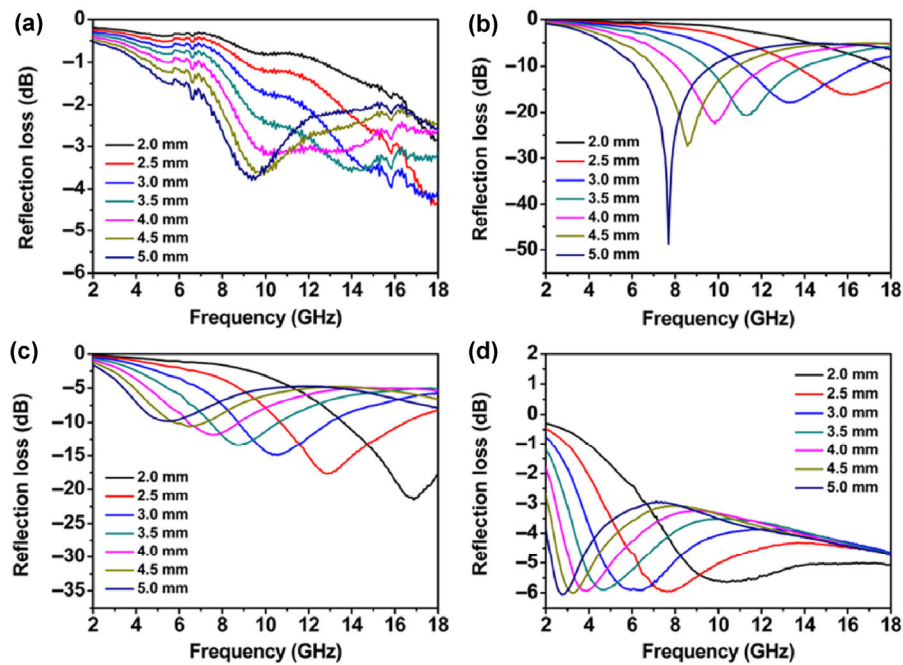 (a)
0
−1
−2
−3
−4
−5
−6
Reflection loss (dB)
2.0 mm
2.5 mm
3.0 mm
3.5 mm
4.0 mm
4.5 mm
5.0 mm
2 4 6 8 10 12 14 16 18
Frequency (GHz)
(b)
0
−10
−20
−30
−40
−50
Reflection loss (dB)
2.0 mm
2.5 mm
3.0 mm
3.5 mm
4.0 mm
4.5 mm
5.0 mm
2 4 6 8 10 12 14 16 18
Frequency (GHz)
(c)
0
−5
−10
−15
−20
−25
−30
−35
Reflection loss (dB)
2.0 mm
2.5 mm
3.0 mm
3.5 mm
4.0 mm
4.5 mm
5.0 mm
2 4 6 8 10 12 14 16 18
Frequency (GHz)
(d)
2
1
0
−1
−2
−3
−4
−5
−6
Reflection loss (dB)
2.0 mm
2.5 mm
3.0 mm
3.5 mm
4.0 mm
4.5 mm
5.0 mm
2 4 6 8 10 12 14 16 18
Frequency (GHz)